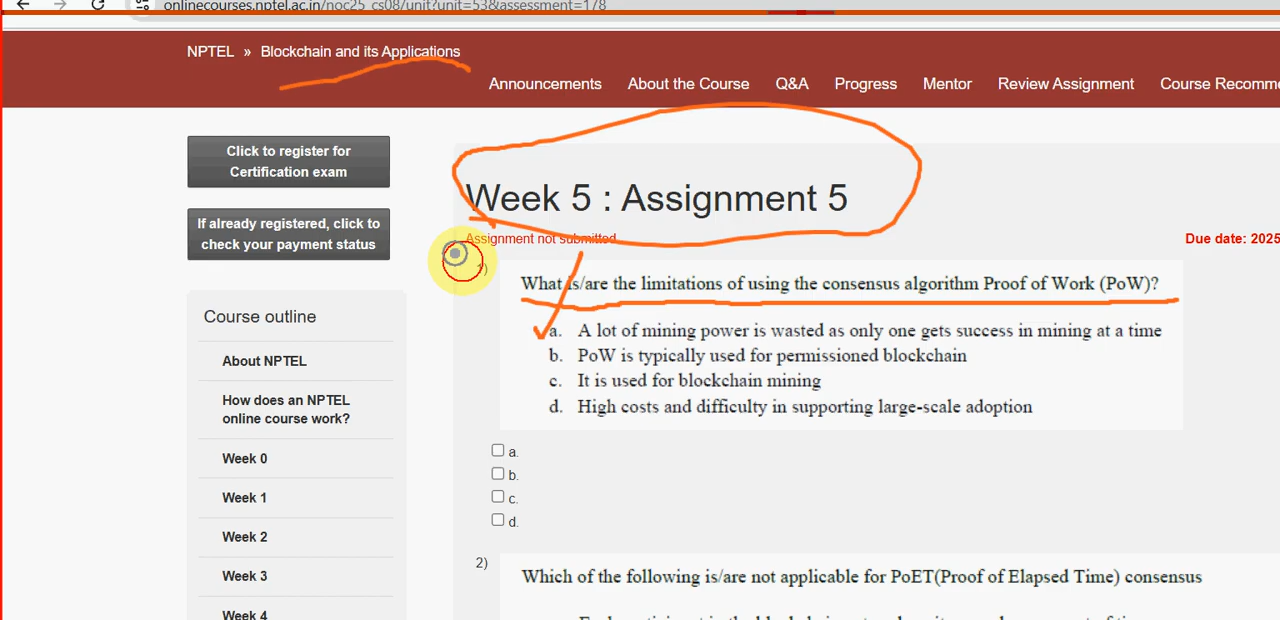 onlinecourses.nptel.ac.in/noc25_cs08/unit?unit=53&assessment=178
NPTEL » Blockchain and its Applications
Announcements About the Course Q&A Progress Mentor Review Assignment Course Recomme
Click to register for
Certification exam
If already registered, click to
check your payment status
Course outline
About NPTEL
How does an NPTEL
online course work?
Week 0
Week 1
Week 2
Week 3
Week 4
Week 5 : Assignment 5
Assignment not submitted
Due date: 2025
1)
What is/are the limitations of using the consensus algorithm Proof of Work (PoW)?
a. A lot of mining power is wasted as only one gets success in mining at a time
b. PoW is typically used for permissioned blockchain
c. It is used for blockchain mining
d. High costs and difficulty in supporting large-scale adoption
a.
b.
c.
d.
2)
Which of the following is/are not applicable for PoET(Proof of Elapsed Time) consensus